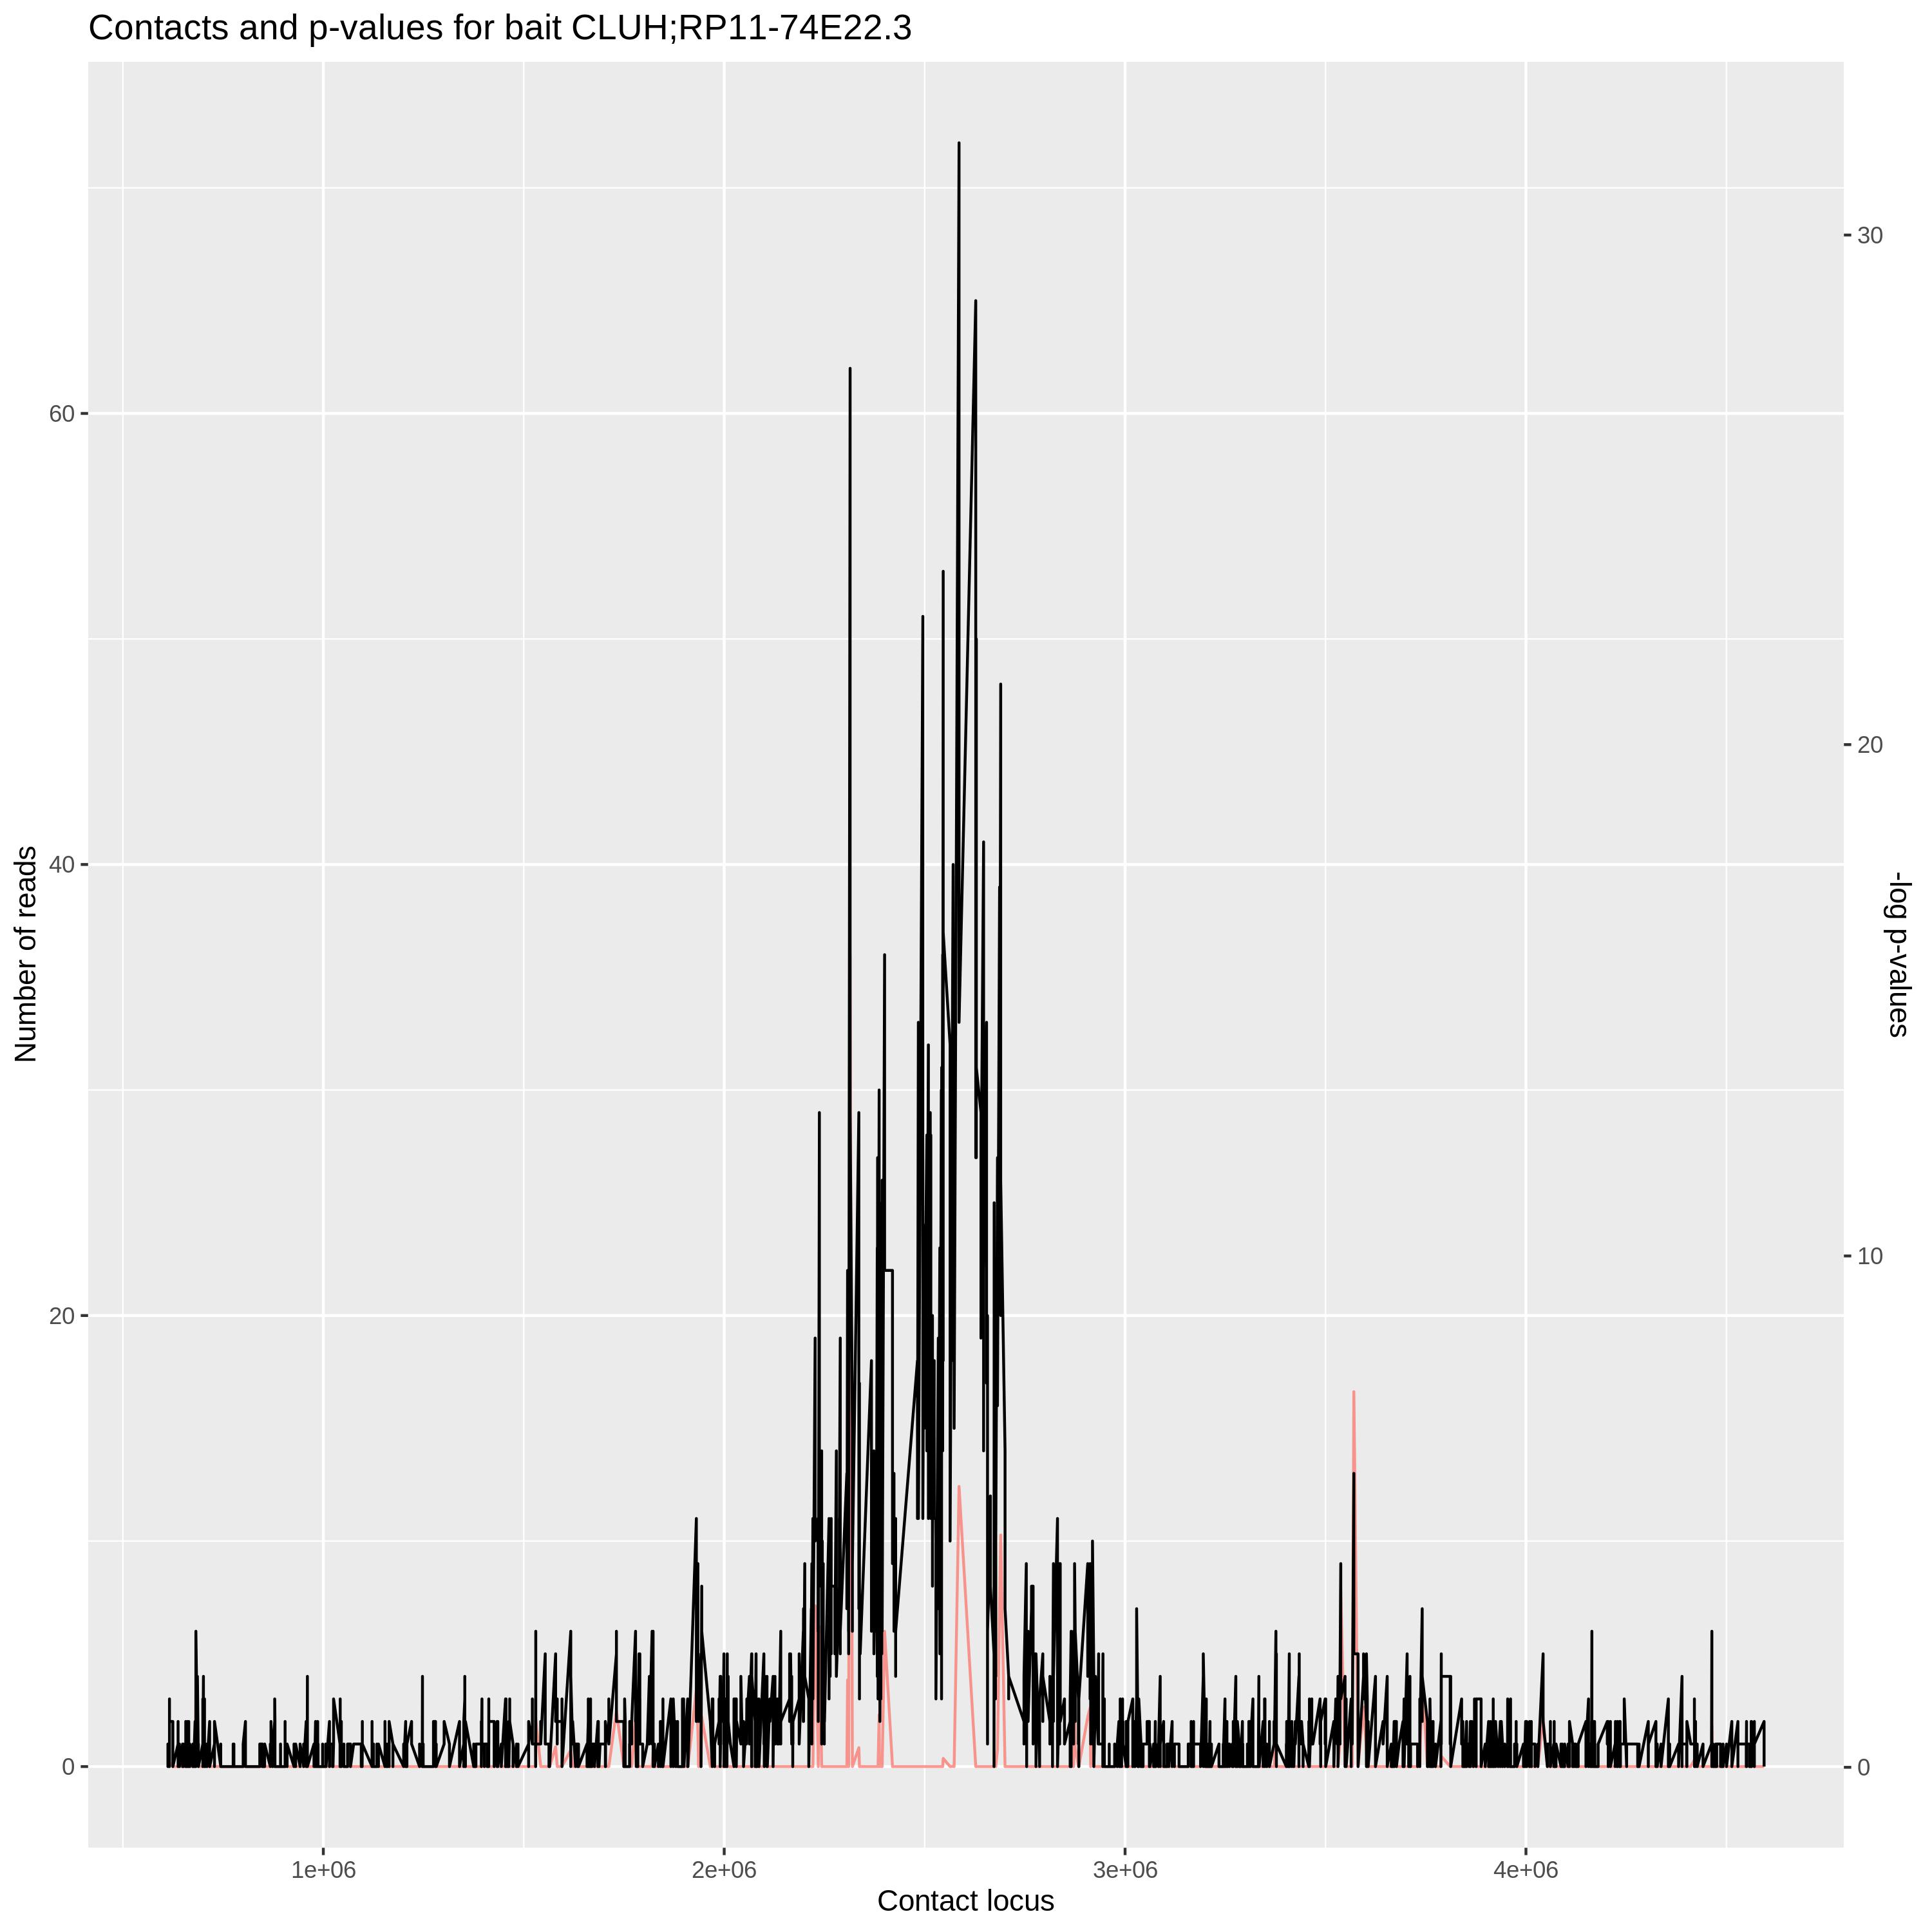 Contacts and p-values for bait CLUH;RP11-74E22.3
60
40
20
0
Number of reads
30
20
10
0
-log p-values
1e+06
2e+06
3e+06
4e+06
Contact locus